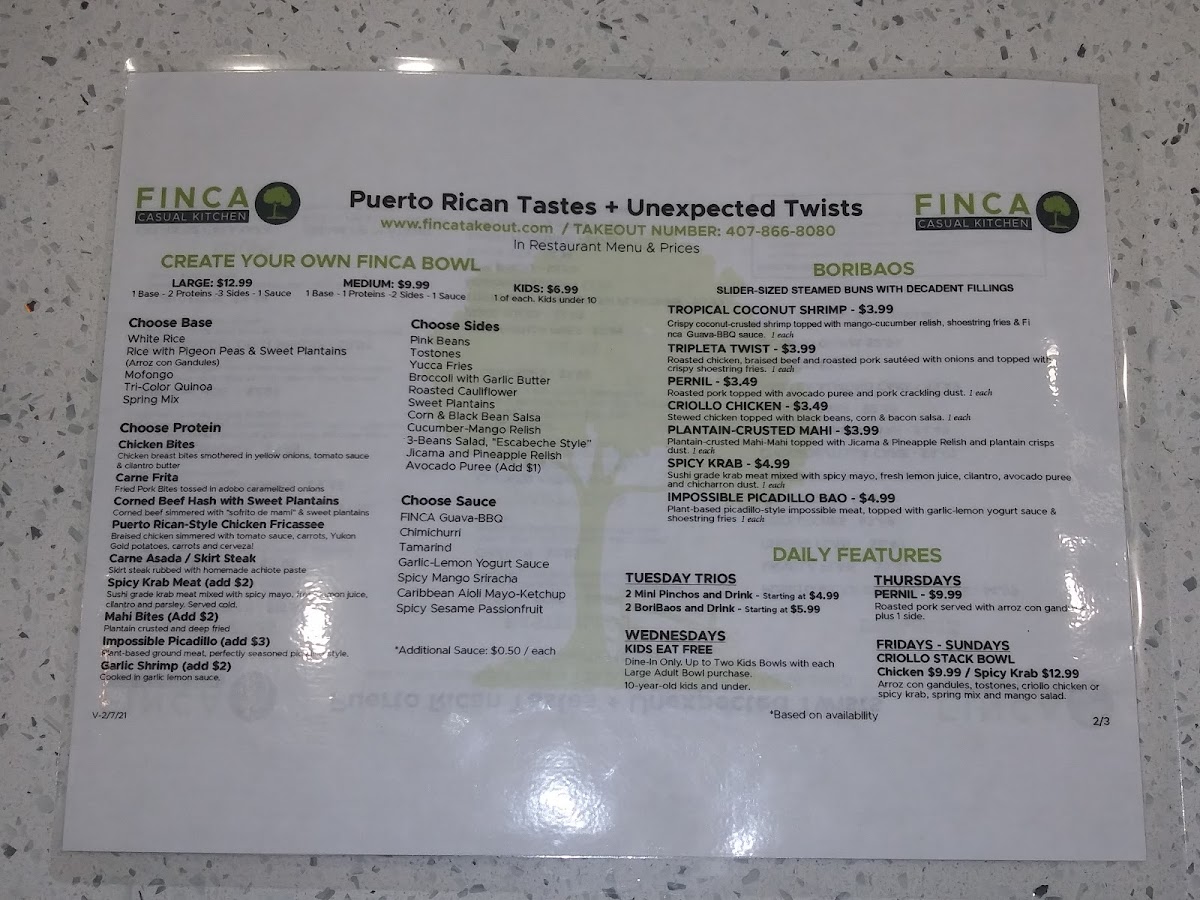 FINCA
CASUAL KITCHEN
Puerto Rican Tastes + Unexpected Twists
www.fincatakeout.com / TAKEOUT NUMBER: 407-866-8080
In Restaurant Menu & Prices
FINCA
CASUAL KITCHEN
CREATE YOUR OWN FINCA BOWL
LARGE: $12.99
1 Base - 2 Proteins -3 Sides - 1 Sauce
MEDIUM: $9.99
1 Base - 1 Proteins -2 Sides - 1 Sauce
KIDS: $6.99
1 of each. Kids under 10
Choose Base
White Rice
Rice with Pigeon Peas & Sweet Plantains
(Arroz con Gandules)
Mofongo
Tri-Color Quinoa
Spring Mix
Choose Protein
Chicken Bites
Chicken breast bites smothered in yellow onions, tomato sauce
& cilantro butter
Carne Frita
Fried Pork Bites tossed in adobo caramelized onions
Corned Beef Hash with Sweet Plantains
Corned beef simmered with "sofrito de mami" & sweet plantains
Puerto Rican-Style Chicken Fricassee
Braised chicken simmered with tomato sauce, carrots, Yukon
Gold potatoes, carrots and cerveza!
Carne Asada / Skirt Steak
Skirt steak rubbed with homemade achiote paste
Spicy Krab Meat (add $2)
Sushi grade krab meat mixed with spicy mayo, lemon juice,
cilantro and parsley. Served cold.
Mahi Bites (Add $2)
Plantain crusted and deep fried
Impossible Picadillo (add $3)
Plant-based ground meat, perfectly seasoned style.
Garlic Shrimp (add $2)
Cooked in garlic lemon sauce.
V-2/7/21
Choose Sides
Pink Beans
Tostones
Yucca Fries
Broccoli with Garlic Butter
Roasted Cauliflower
Sweet Plantains
Corn & Black Bean Salsa
Cucumber-Mango Relish
3-Beans Salad, "Escabeche Style"
Jicama and Pineapple Relish
Avocado Puree (Add $1)
Choose Sauce
FINCA Guava-BBQ
Chimichurri
Tamarind
Garlic-Lemon Yogurt Sauce
Spicy Mango Sriracha
Caribbean Aioli Mayo-Ketchup
Spicy Sesame Passionfruit
*Additional Sauce: $0.50 / each
BORIBAOS
SLIDER-SIZED STEAMED BUNS WITH DECADENT FILLINGS
TROPICAL COCONUT SHRIMP - $3.99
Crispy coconut-crusted shrimp topped with mango-cucumber relish, shoestring fries & Fi
nca Guava-BBQ sauce. 1 each
TRIPLETA TWIST - $3.99
Roasted chicken, braised beef and roasted pork sautéed with onions and topped with
crispy shoestring fries. 1 each
PERNIL - $3.49
Roasted pork topped with avocado puree and pork crackling dust. 1 each
CRIOLLO CHICKEN - $3.49
Stewed chicken topped with black beans, corn & bacon salsa. 1 each
PLANTAIN-CRUSTED MAHI - $3.99
Plantain-crusted Mahi-Mahi topped with Jicama & Pineapple Relish and plantain crisps
dust. 1 each
SPICY KRAB - $4.99
Sushi grade krab meat mixed with spicy mayo, fresh lemon juice, cilantro, avocado puree
and chicharron dust. 1 each
IMPOSSIBLE PICADILLO BAO - $4.99
Plant-based picadillo-style impossible meat, topped with garlic-lemon yogurt sauce &
shoestring fries 1 each
DAILY FEATURES
TUESDAY TRIOS
2 Mini Pinchos and Drink - Starting at $4.99
2 BoriBaos and Drink - Starting at $5.99
WEDNESDAYS
KIDS EAT FREE
Dine-In Only. Up to Two Kids Bowls with each
Large Adult Bowl purchase.
10-year-old kids and under.
THURSDAYS
PERNIL - $9.99
Roasted pork served with arroz con
plus 1 side.
FRIDAYS - SUNDAYS
CRIOLLO STACK BOWL
Chicken $9.99 / Spicy Krab $12.99
Arroz con gandules, tostones, criollo chicken or
spicy krab, spring mix and mango salad.
*Based on availability
2/3